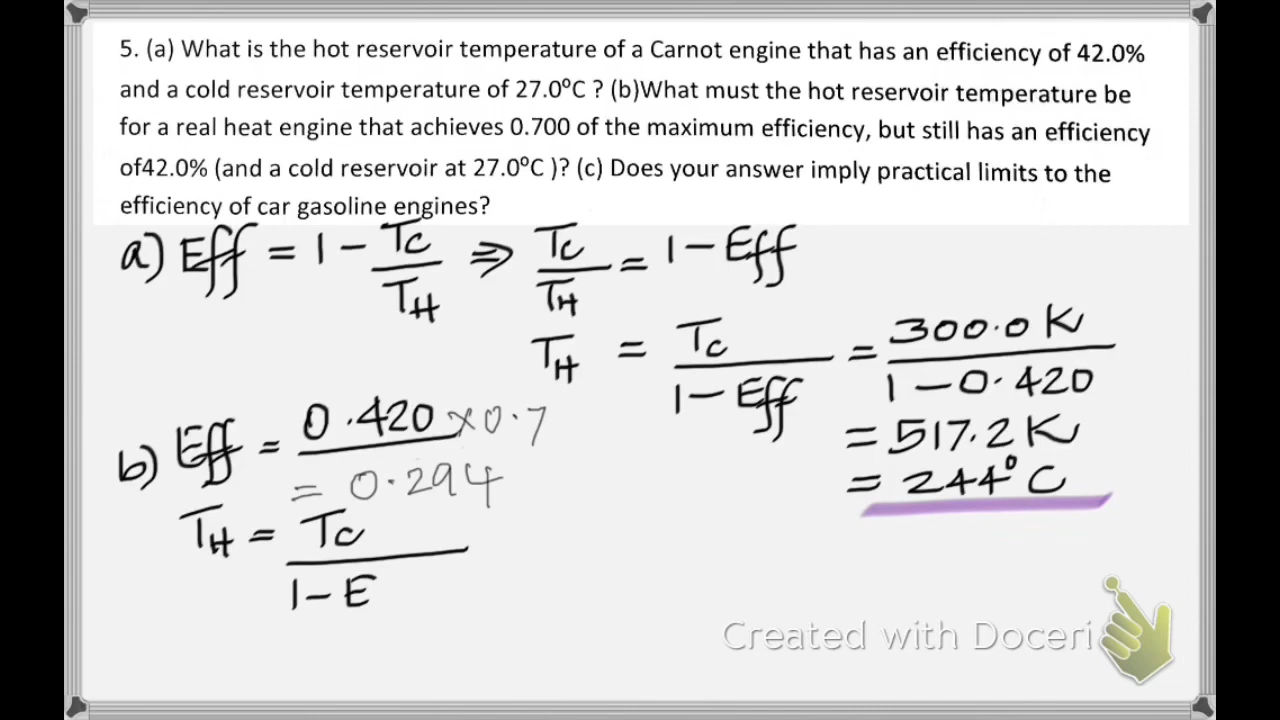 5. (a) What is the hot reservoir temperature of a Carnot engine that has an efficiency of 42.0%
and a cold reservoir temperature of 27.0⁰C ? (b)What must the hot reservoir temperature be
for a real heat engine that achieves 0.700 of the maximum efficiency, but still has an efficiency
of42.0% (and a cold reservoir at 27.0⁰C )? (c) Does your answer imply practical limits to the
efficiency of car gasoline engines?
a) Eff = 1 - Tc/TH ⇒ Tc/TH = 1 - Eff
TH = Tc/(1 - Eff) = 300.0 K/(1 - 0.420)
= 517.2 K
= 244° C
b) Eff = 0.420 × 0.7
= 0.294
TH = Tc/(1 - E
Created with Doceri